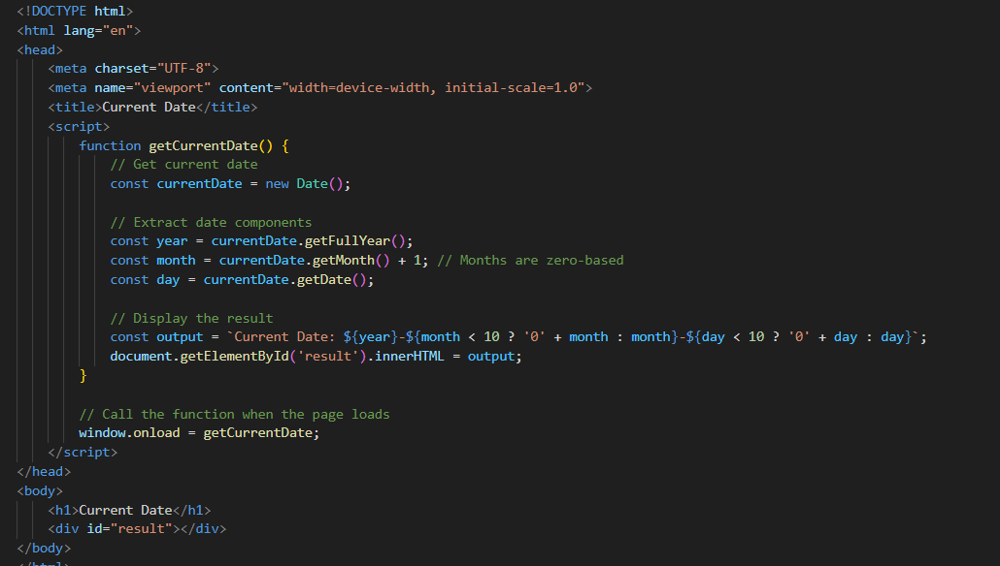 <!DOCTYPE html>
<html lang="en">
<head>
    <meta charset="UTF-8">
    <meta name="viewport" content="width=device-width, initial-scale=1.0">
    <title>Current Date</title>
    <script>
        function getCurrentDate() {
            // Get current date
            const currentDate = new Date();

            // Extract date components
            const year = currentDate.getFullYear();
            const month = currentDate.getMonth() + 1; // Months are zero-based
            const day = currentDate.getDate();

            // Display the result
            const output = `Current Date: ${year}-${month < 10 ? '0' + month : month}-${day < 10 ? '0' + day : day}`;
            document.getElementById('result').innerHTML = output;
        }

        // Call the function when the page loads
        window.onload = getCurrentDate;
    </script>
</head>
<body>
    <h1>Current Date</h1>
    <div id="result"></div>
</body>
</html>